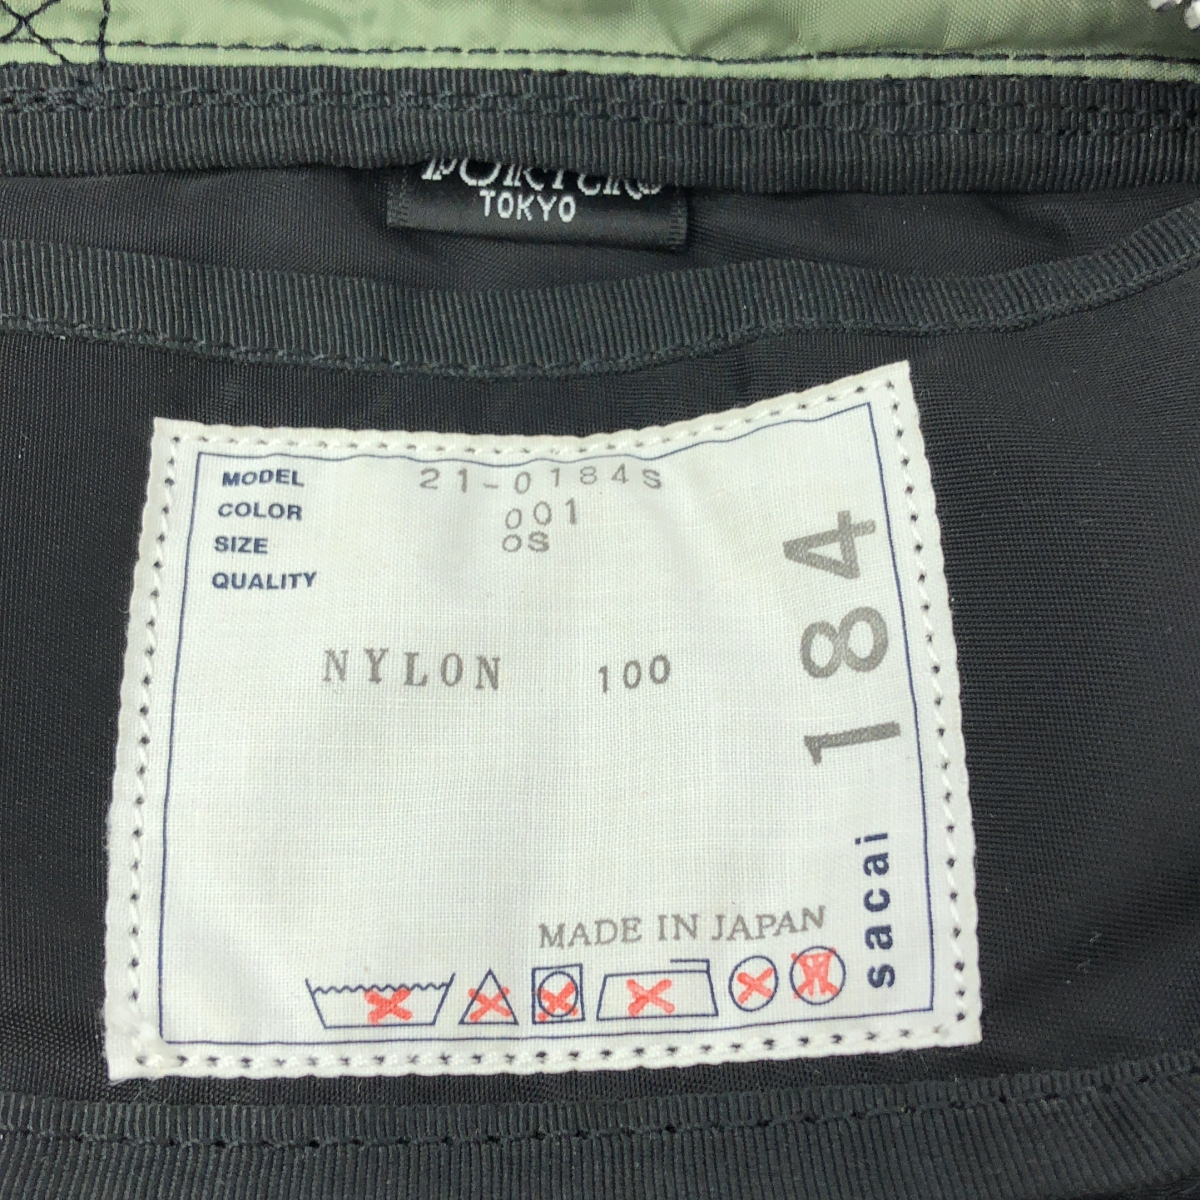 PORTER
TOKYO
MODEL 21-0184S
COLOR 001
SIZE OS
QUALITY
NYLON 100
184
sacai
MADE IN JAPAN